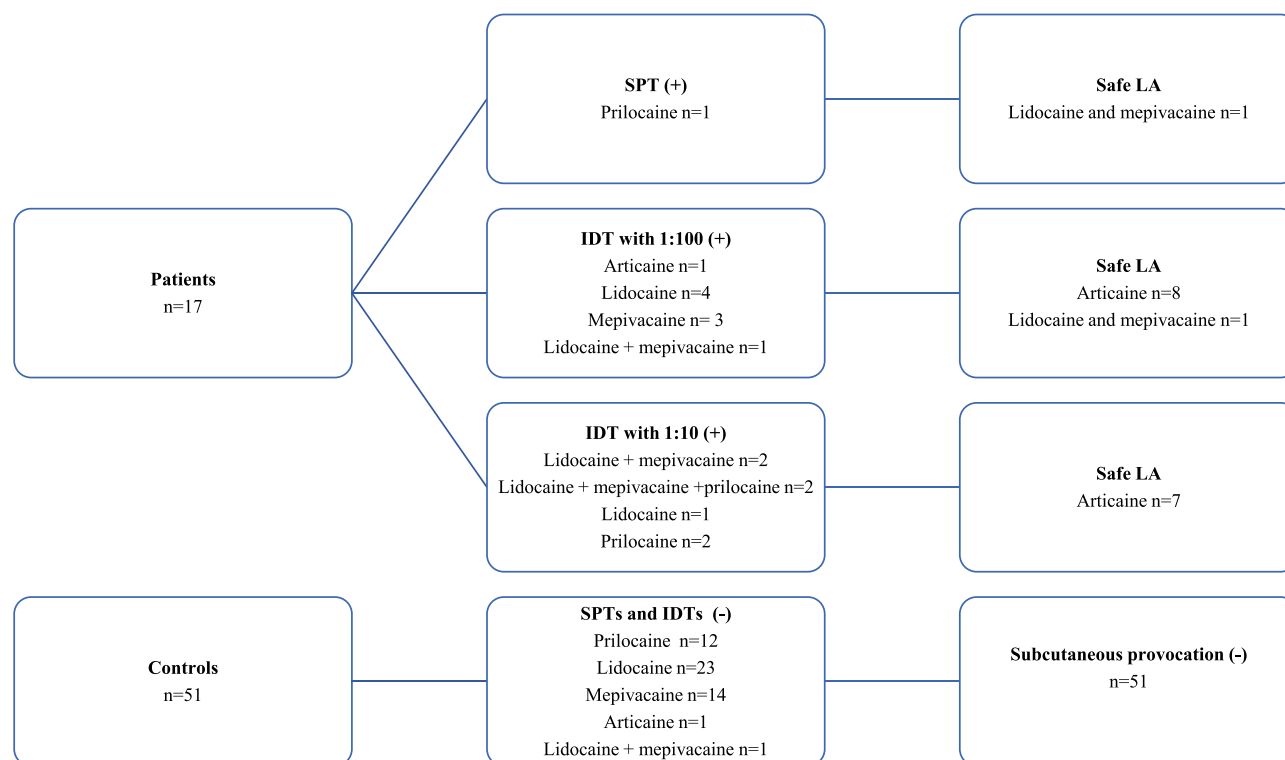 SPT (+)
Prilocaine n=1
Safe LA
Lidocaine and mepivacaine n=1
Patients
n=17
IDT with 1:100 (+)
Articaine n=1
Lidocaine n=4
Mepivacaine n= 3
Lidocaine + mepivacaine n=1
Safe LA
Articaine n=8
Lidocaine and mepivacaine n=1
IDT with 1:10 (+)
Lidocaine + mepivacaine n=2
Lidocaine + mepivacaine +prilocaine n=2
Lidocaine n=1
Prilocaine n=2
Safe LA
Articaine n=7
Controls
n=51
SPTs and IDTs (-)
Prilocaine n=12
Lidocaine n=23
Mepivacaine n=14
Articaine n=1
Lidocaine + mepivacaine n=1
Subcutaneous provocation (-)
n=51